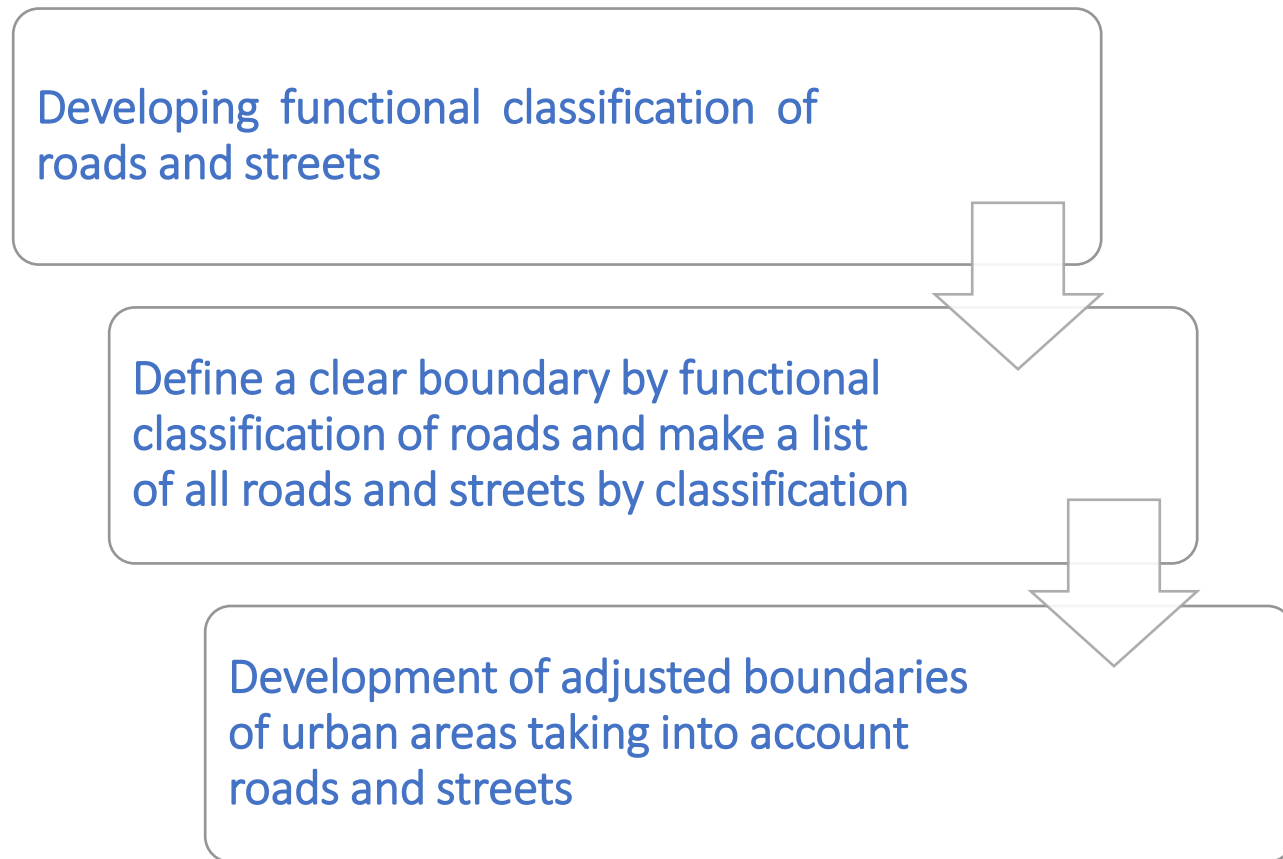 Developing functional classification of
roads and streets
Define a clear boundary by functional
classification of roads and make a list
of all roads and streets by classification
Development of adjusted boundaries
of urban areas taking into account
roads and streets